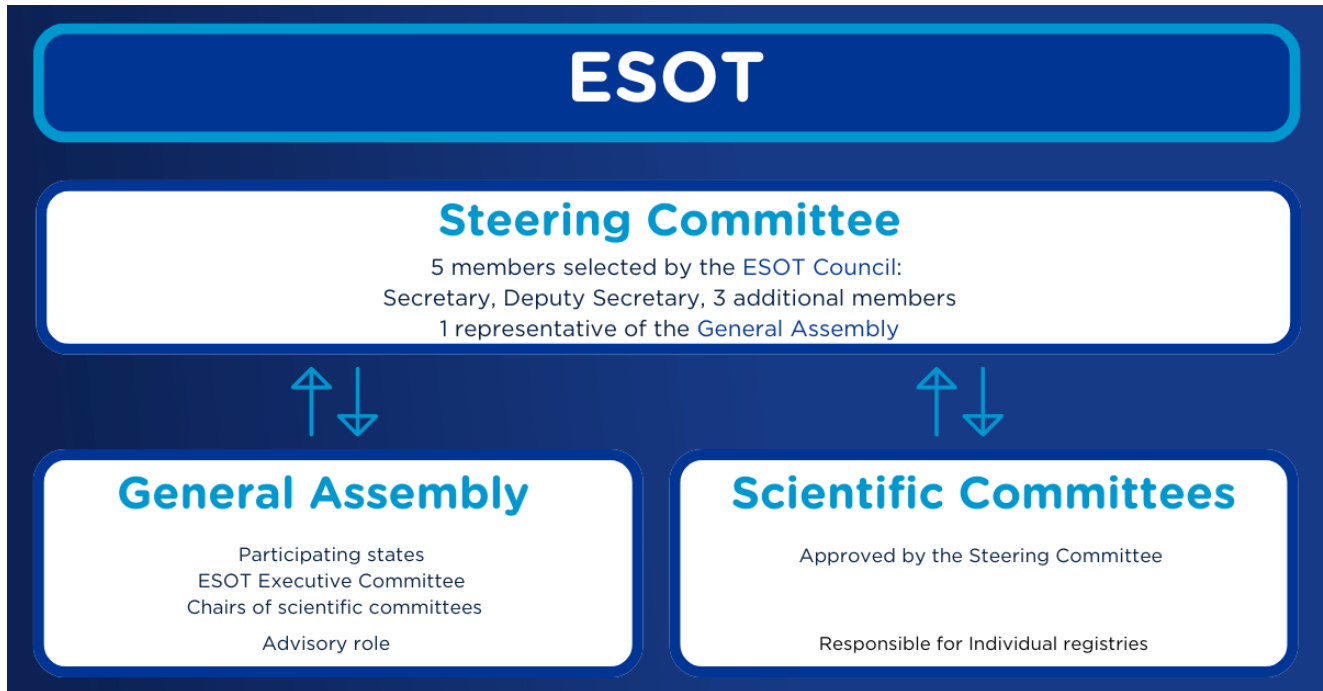 ESOT
Steering Committee
5 members selected by the ESOT Council:
Secretary, Deputy Secretary, 3 additional members
1 representative of the General Assembly
General Assembly
Participating states
ESOT Executive Committee
Chairs of scientific committees
Advisory role
Scientific Committees
Approved by the Steering Committee
Responsible for Individual registries